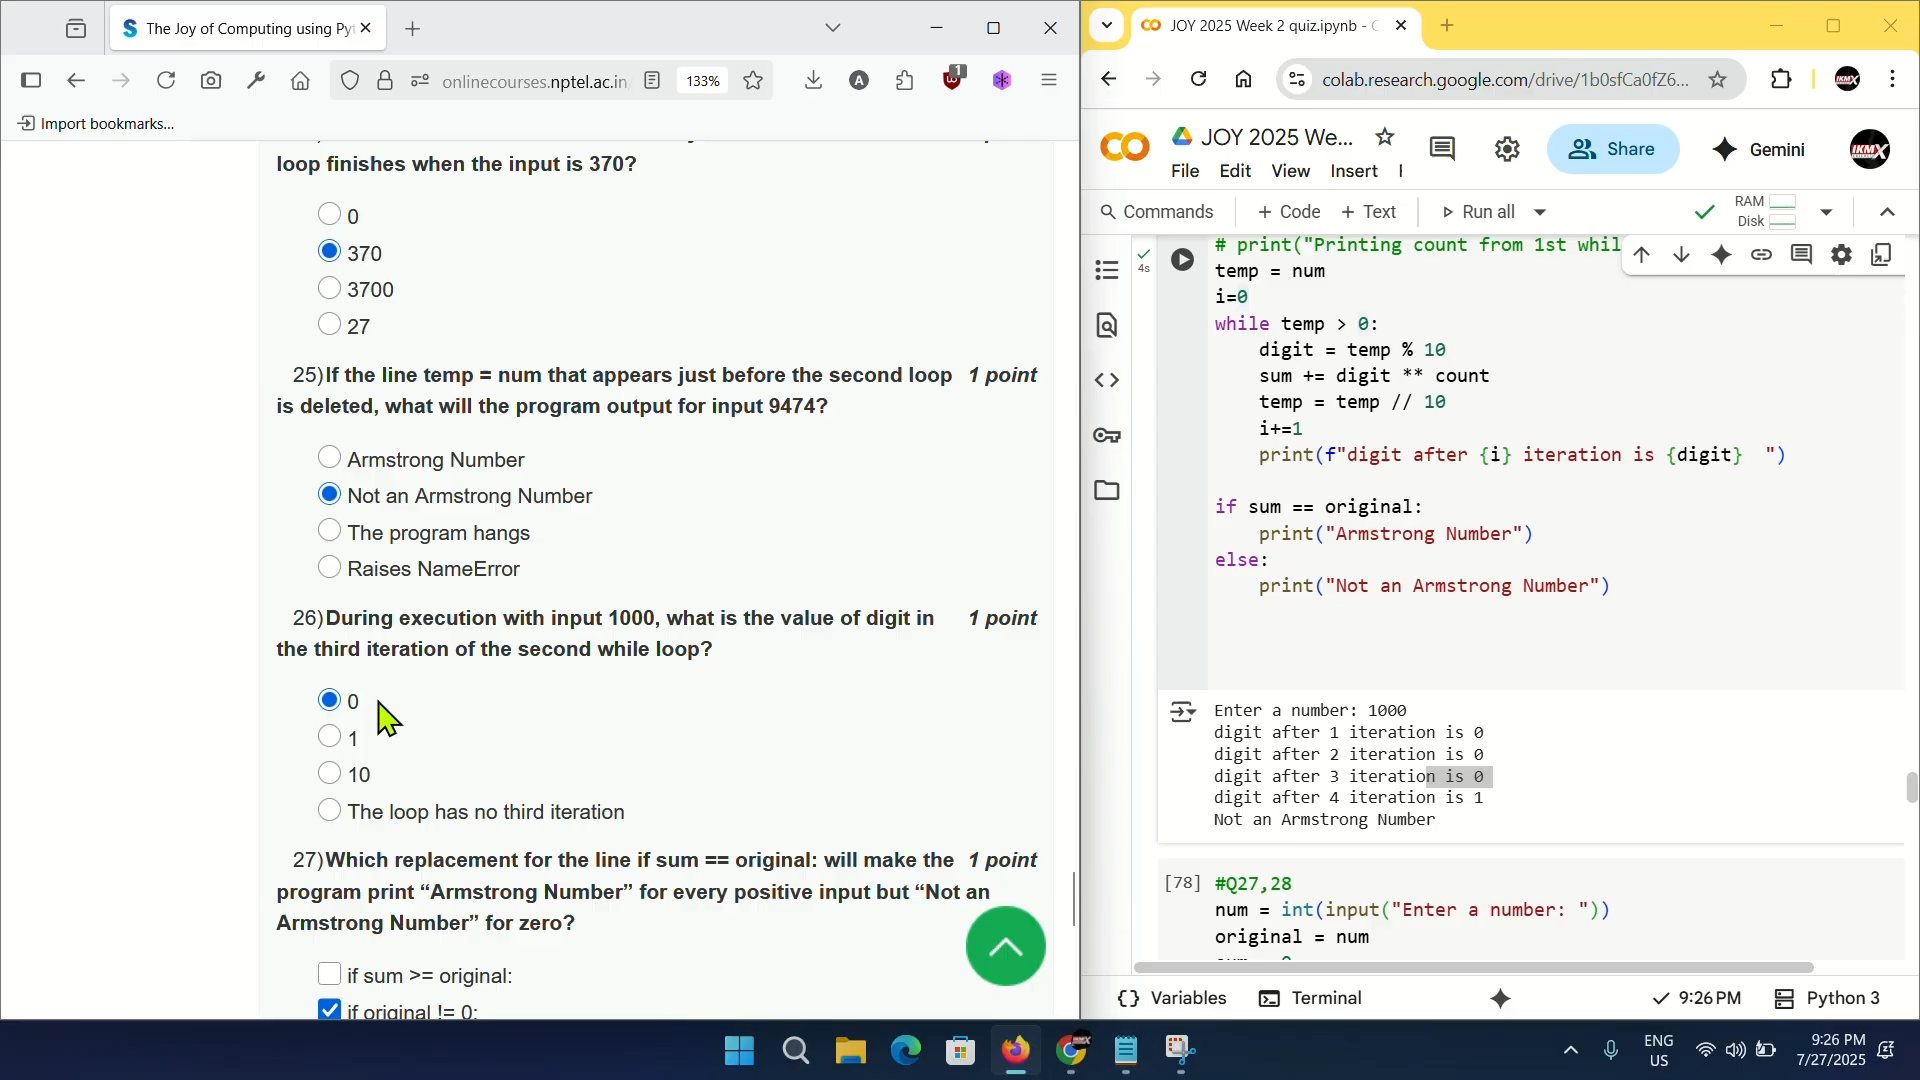 The Joy of Computing using Pyt
JOY 2025 Week 2 quiz.ipynb - C
onlinecourses.nptel.ac.in
133%
1
A
colab.research.google.com/drive/1b0sfCa0fZ6...
Import bookmarks...
JOY 2025 We...
File Edit View Insert
Share
Gemini
Commands
+ Code + Text
Run all
RAM
Disk
loop finishes when the input is 370?
0
370
3700
27
25)If the line temp = num that appears just before the second loop 1 point
is deleted, what will the program output for input 9474?
Armstrong Number
Not an Armstrong Number
The program hangs
Raises NameError
26)During execution with input 1000, what is the value of digit in 1 point
the third iteration of the second while loop?
0
1
10
The loop has no third iteration
27)Which replacement for the line if sum == original: will make the 1 point
program print “Armstrong Number” for every positive input but “Not an
Armstrong Number” for zero?
if sum >= original:
if original != 0:
4s
# print("Printing count from 1st whil
temp = num
i=0
while temp > 0:
digit = temp % 10
sum += digit ** count
temp = temp // 10
i+=1
print(f"digit after {i} iteration is {digit}  ")
if sum == original:
print("Armstrong Number")
else:
print("Not an Armstrong Number")
Enter a number: 1000
digit after 1 iteration is 0
digit after 2 iteration is 0
digit after 3 iteration is 0
digit after 4 iteration is 1
Not an Armstrong Number
[78] #Q27,28
num = int(input("Enter a number: "))
original = num
Variables
Terminal
9:26 PM
Python 3
ENG
US
9:26 PM
7/27/2025